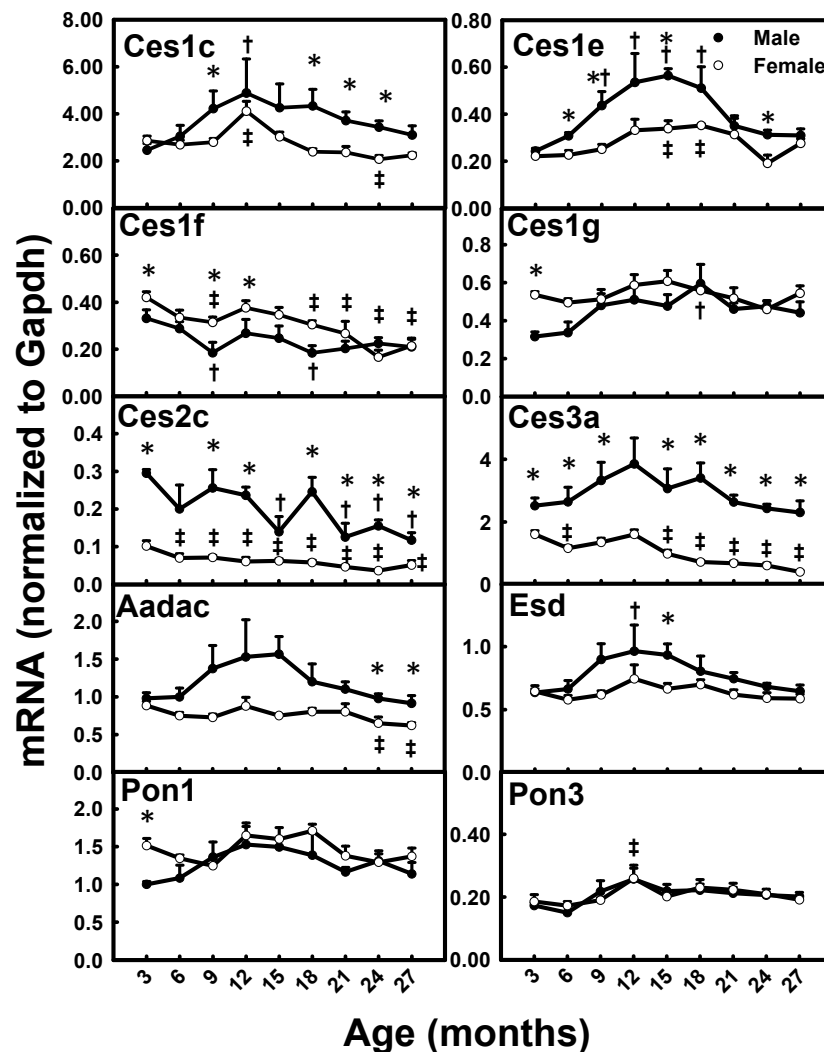 mRNA (normalized to Gapdh)
Ces1c
8.00
6.00
4.00
2.00
0.00
* † * * *
‡ ‡
Ces1e
Male
Female
0.80
0.60
0.40
0.20
0.00
* *† † *† † *
‡ ‡
Ces1f
0.60
0.40
0.20
0.00
* * * ‡ ‡ ‡ ‡ ‡
† †
Ces1g
0.8
0.6
0.4
0.2
0.0
*
†
Ces2c
0.4
0.3
0.2
0.1
0.0
* * * † * *† *† *†
‡ ‡ ‡ ‡ ‡ ‡ ‡ ‡
Ces3a
4
2
0
* * * * * * * *
‡ ‡ ‡ ‡ ‡ ‡
Aadac
2.0
1.5
1.0
0.5
0.0
* *
‡ ‡
Esd
1.0
0.5
0.0
† *
Pon1
2.0
1.5
1.0
0.5
0.0
*
3 6 9 12 15 18 21 24 27
Pon3
0.40
0.20
0.00
‡
3 6 9 12 15 18 21 24 27
Age (months)